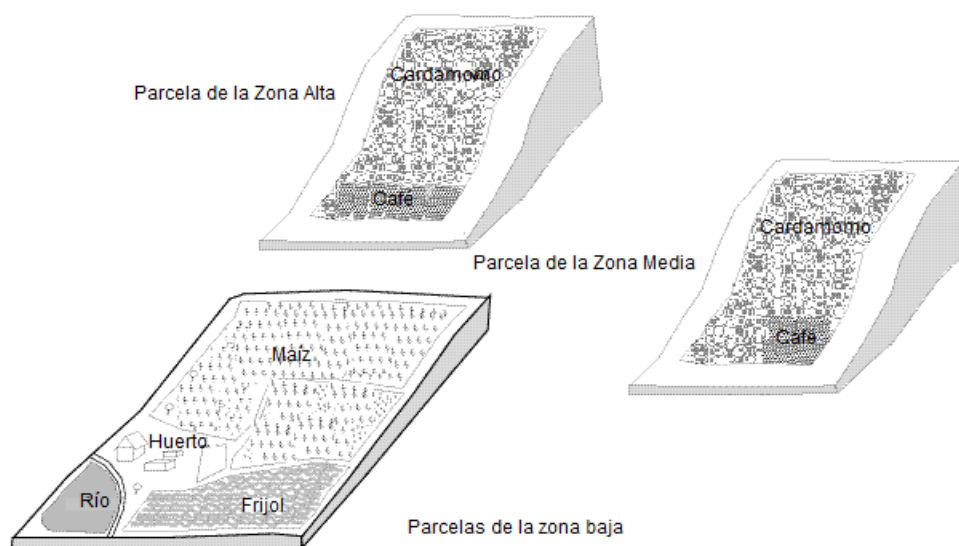 Cardamomo
Parcela de la Zona Alta
Café
Cardamomo
Parcela de la Zona Media
Café
Maíz
Huerto
Río
Frijol
Parcelas de la zona baja